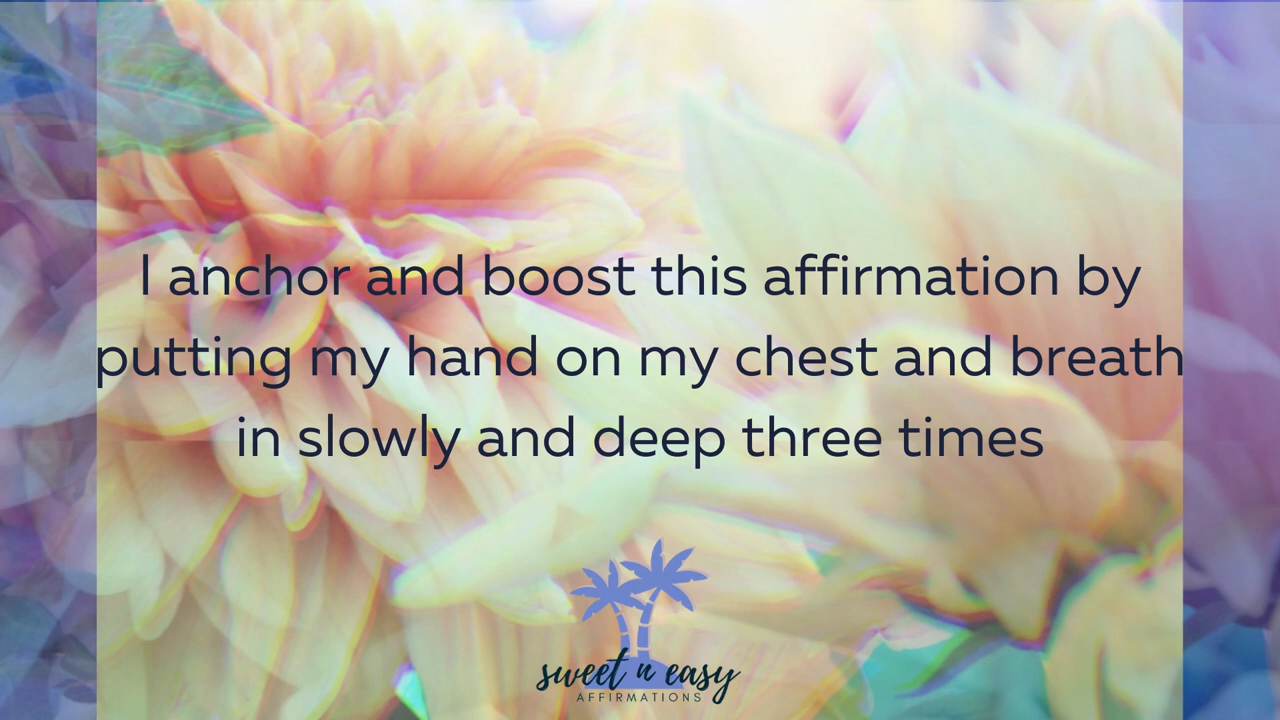 I anchor and boost this affirmation by
putting my hand on my chest and breath
in slowly and deep three times
sweet n easy
AFFIRMATIONS